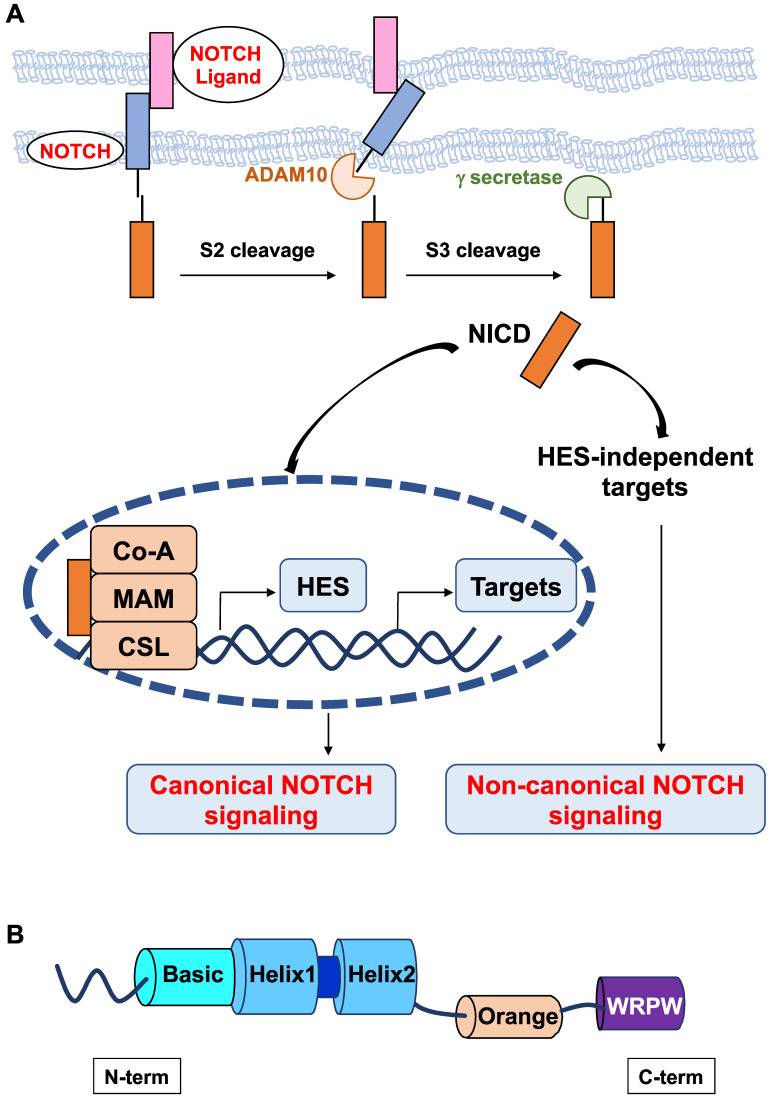 A
NOTCH
Ligand
NOTCH
ADAM10
γ secretase
S2 cleavage
S3 cleavage
NICD
HES-independent
targets
Co-A
MAM
CSL
HES
Targets
Canonical NOTCH
signaling
Non-canonical NOTCH
signaling
B
Basic
Helix1
Helix2
Orange
WRPW
N-term
C-term